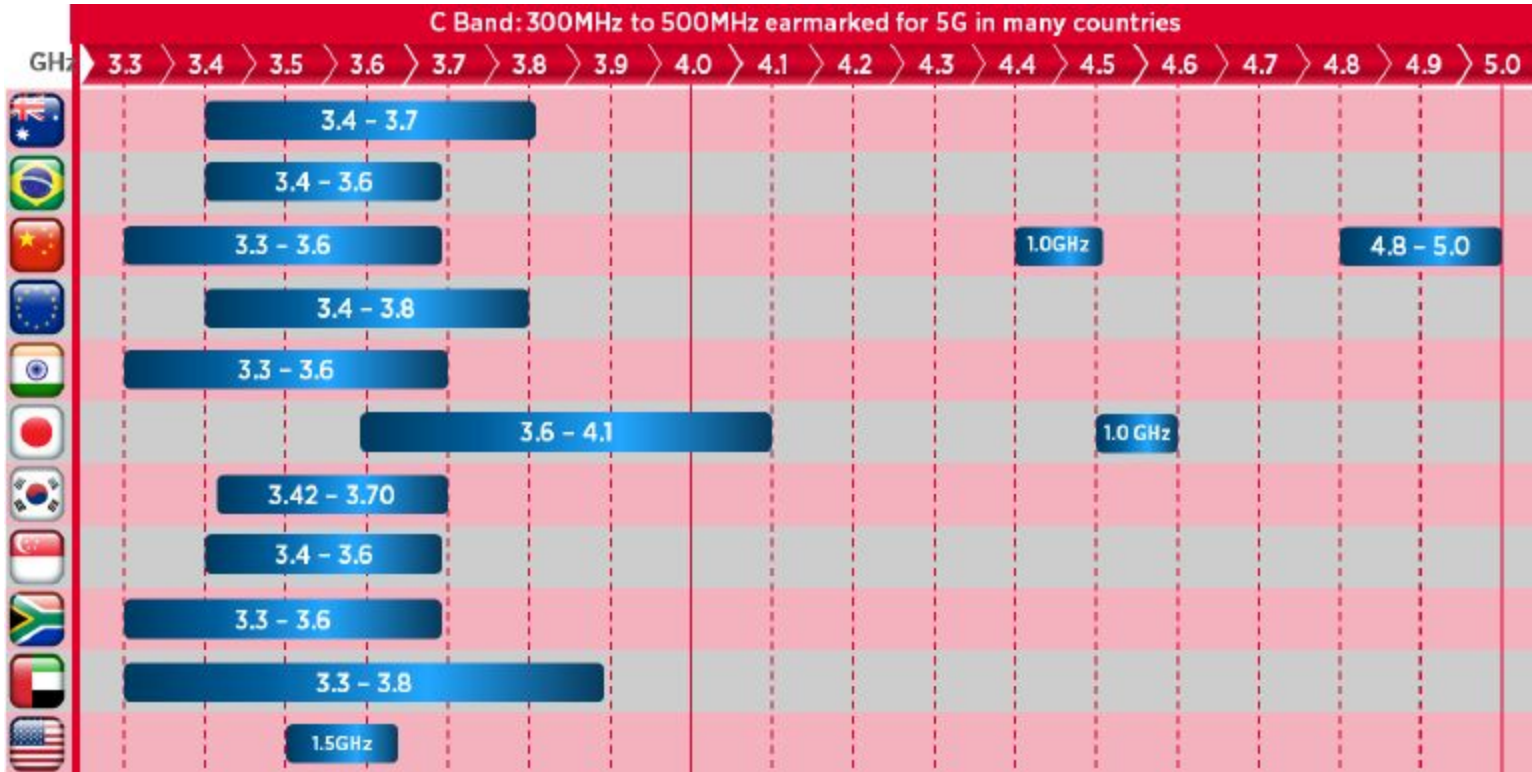 C Band: 300MHz to 500MHz earmarked for 5G in many countries
GHz 3.3 3.4 3.5 3.6 3.7 3.8 3.9 4.0 4.1 4.2 4.3 4.4 4.5 4.6 4.7 4.8 4.9 5.0
3.4 – 3.7
3.4 – 3.6
3.3 – 3.6 1.0GHz 4.8 – 5.0
3.4 – 3.8
3.3 – 3.6
3.6 – 4.1 1.0 GHz
3.42 – 3.70
3.4 – 3.6
3.3 – 3.6
3.3 – 3.8
1.5GHz